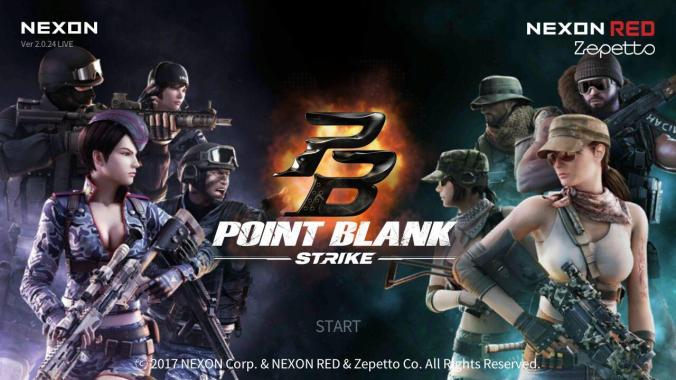 NEXON
Ver 2.0.24 LIVE
NEXON RED
Zepetto
PB
POINT BLANK
STRIKE
START
© 2017 NEXON Corp. & NEXON RED & Zepetto Co. All Rights Reserved.